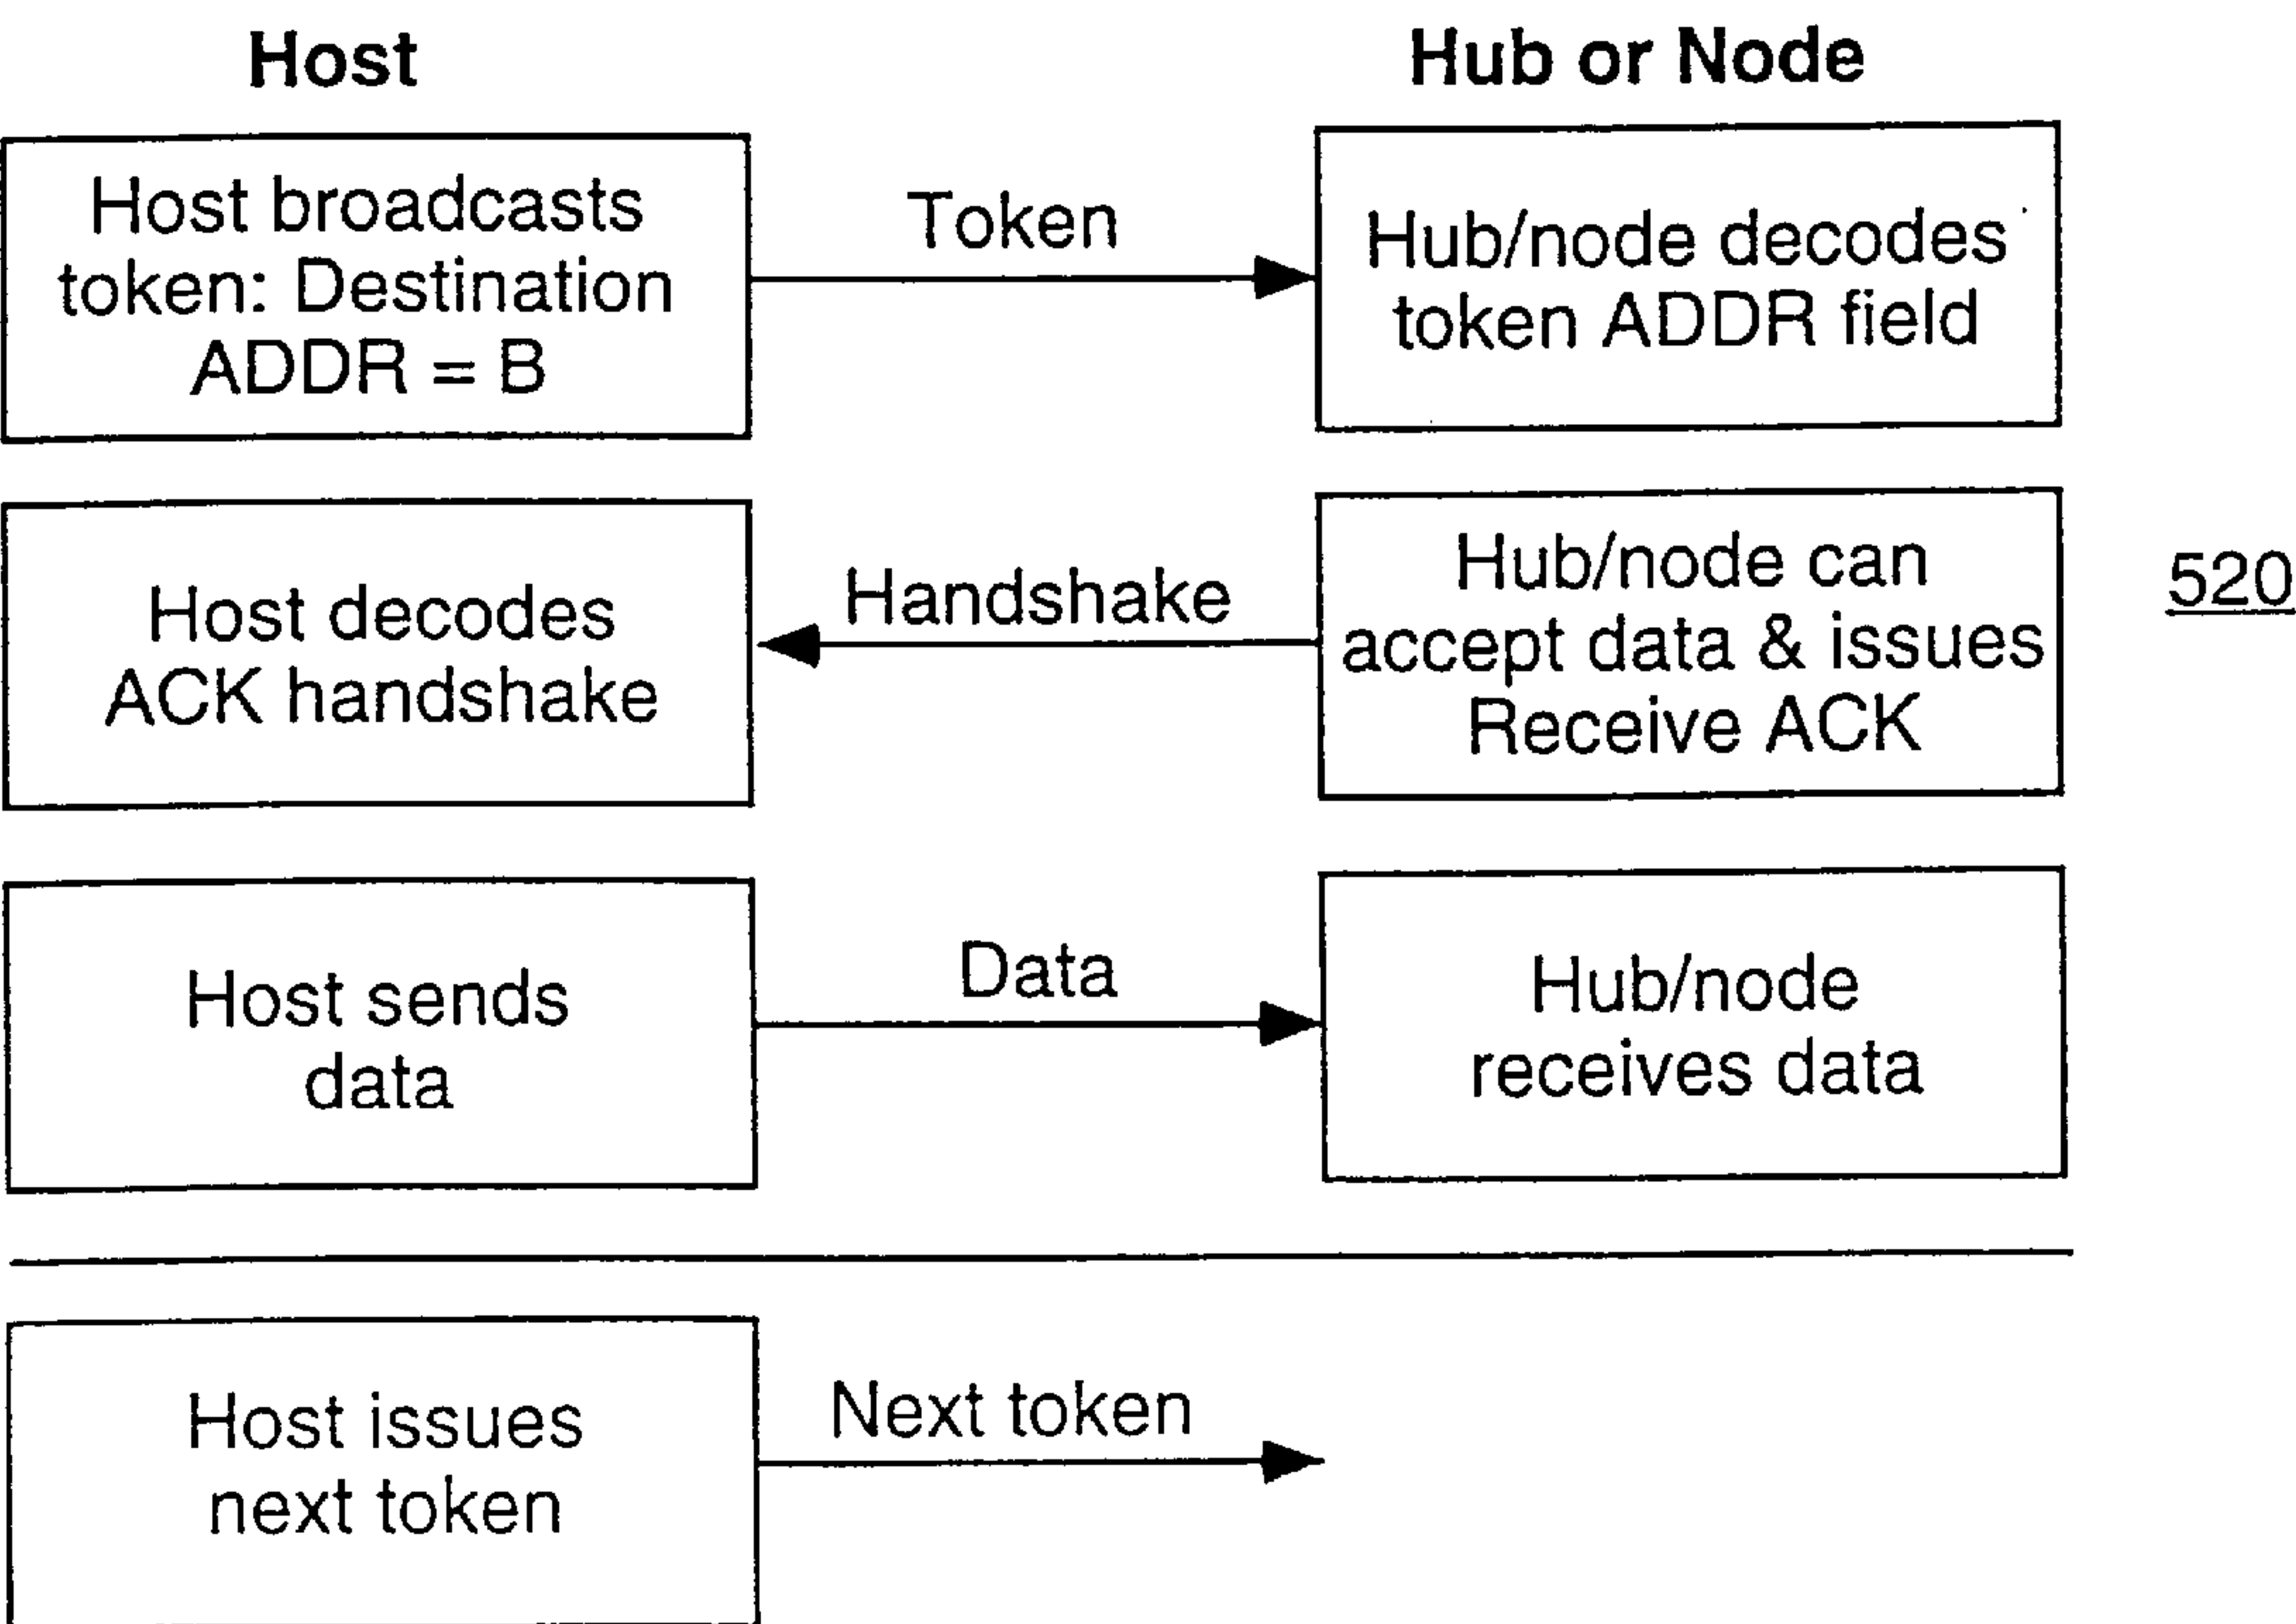 Host
Hub or Node
Host broadcasts
token: Destination
ADDR = B
Token
Hub/node decodes
token ADDR field
Host decodes
ACK handshake
Handshake
Hub/node can
accept data & issues
Receive ACK
520
Host sends
data
Data
Hub/node
receives data
Host issues
next token
Next token